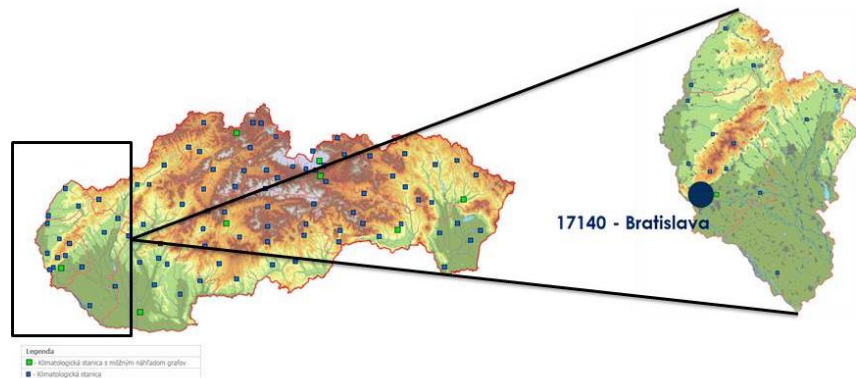 17140 - Bratislava
Legenda
- Klimatologická stanica s možným náhľadom grafov
- Klimatologická stanica